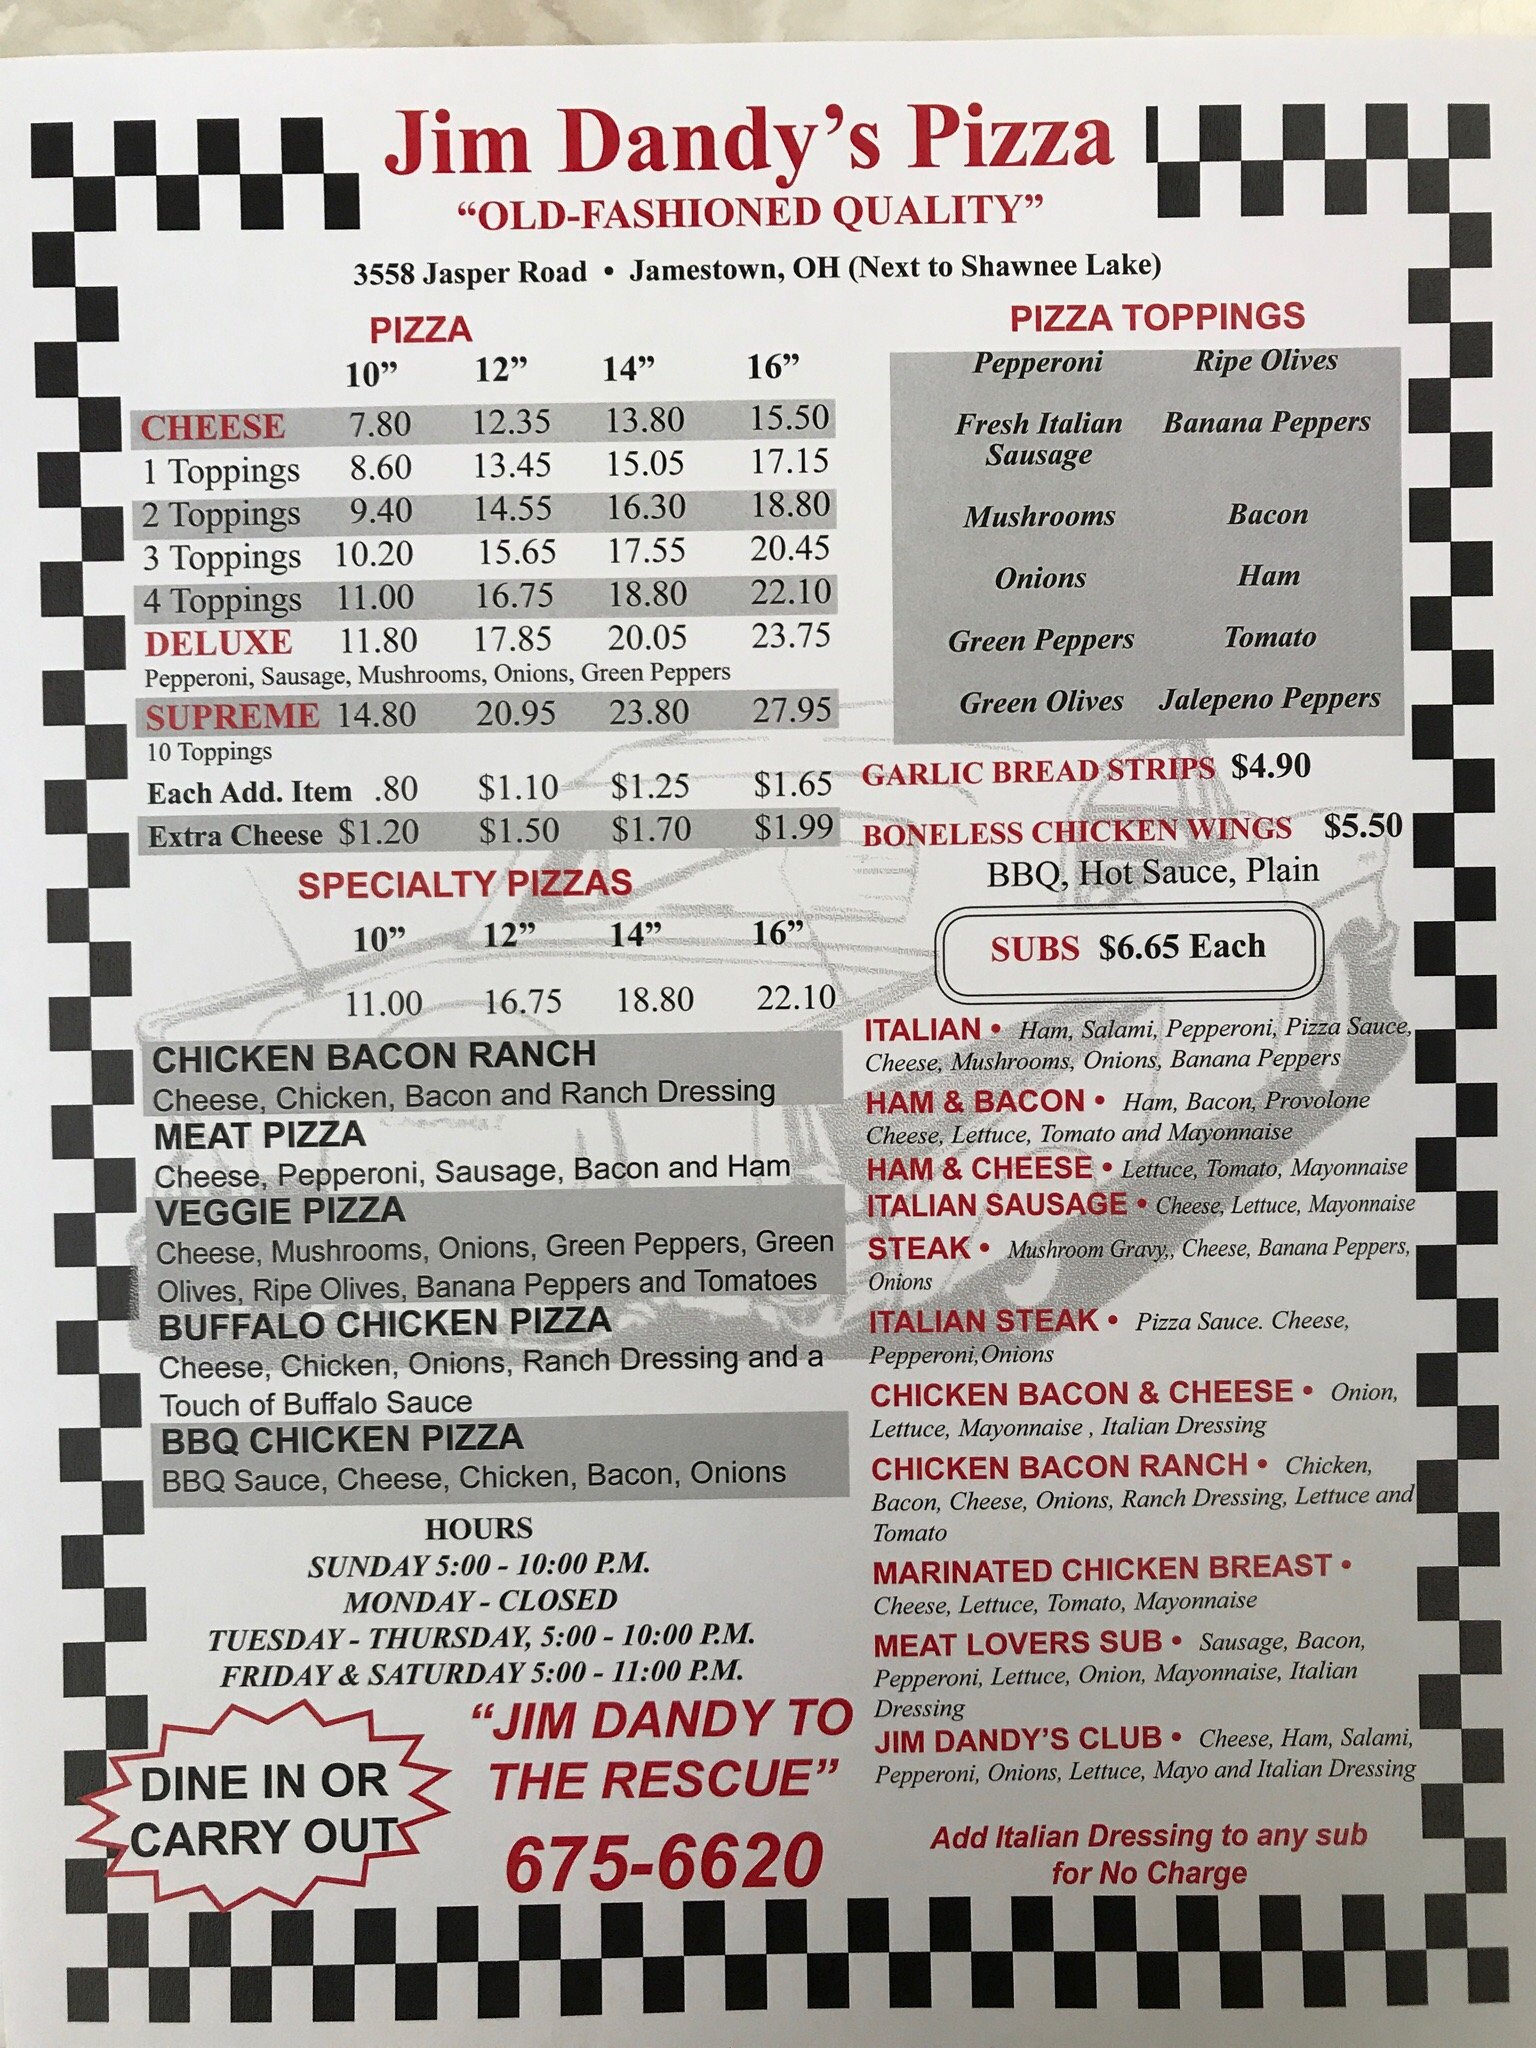 Jim Dandy's Pizza
"OLD-FASHIONED QUALITY"
3558 Jasper Road • Jamestown, OH (Next to Shawnee Lake)
PIZZA
10" 12" 14" 16"
CHEESE 7.80 12.35 13.80 15.50
1 Toppings 8.60 13.45 15.05 17.15
2 Toppings 9.40 14.55 16.30 18.80
3 Toppings 10.20 15.65 17.55 20.45
4 Toppings 11.00 16.75 18.80 22.10
DELUXE 11.80 17.85 20.05 23.75
Pepperoni, Sausage, Mushrooms, Onions, Green Peppers
SUPREME 14.80 20.95 23.80 27.95
10 Toppings
Each Add. Item .80 $1.10 $1.25 $1.65
Extra Cheese $1.20 $1.50 $1.70 $1.99
SPECIALTY PIZZAS
10" 12" 14" 16"
11.00 16.75 18.80 22.10
CHICKEN BACON RANCH
Cheese, Chicken, Bacon and Ranch Dressing
MEAT PIZZA
Cheese, Pepperoni, Sausage, Bacon and Ham
VEGGIE PIZZA
Cheese, Mushrooms, Onions, Green Peppers, Green
Olives, Ripe Olives, Banana Peppers and Tomatoes
BUFFALO CHICKEN PIZZA
Cheese, Chicken, Onions, Ranch Dressing and a
Touch of Buffalo Sauce
BBQ CHICKEN PIZZA
BBQ Sauce, Cheese, Chicken, Bacon, Onions
HOURS
SUNDAY 5:00 - 10:00 P.M.
MONDAY - CLOSED
TUESDAY - THURSDAY, 5:00 - 10:00 P.M.
FRIDAY & SATURDAY 5:00 - 11:00 P.M.
DINE IN OR
CARRY OUT
"JIM DANDY TO
THE RESCUE"
675-6620
PIZZA TOPPINGS
Pepperoni Ripe Olives
Fresh Italian Banana Peppers
Sausage
Mushrooms Bacon
Onions Ham
Green Peppers Tomato
Green Olives Jalepeno Peppers
GARLIC BREAD STRIPS $4.90
BONELESS CHICKEN WINGS $5.50
BBQ, Hot Sauce, Plain
SUBS $6.65 Each
ITALIAN • Ham, Salami, Pepperoni, Pizza Sauce,
Cheese, Mushrooms, Onions, Banana Peppers
HAM & BACON • Ham, Bacon, Provolone
Cheese, Lettuce, Tomato and Mayonnaise
HAM & CHEESE • Lettuce, Tomato, Mayonnaise
ITALIAN SAUSAGE • Cheese, Lettuce, Mayonnaise
STEAK • Mushroom Gravy,, Cheese, Banana Peppers,
Onions
ITALIAN STEAK • Pizza Sauce. Cheese,
Pepperoni,Onions
CHICKEN BACON & CHEESE • Onion,
Lettuce, Mayonnaise , Italian Dressing
CHICKEN BACON RANCH • Chicken,
Bacon, Cheese, Onions, Ranch Dressing, Lettuce and
Tomato
MARINATED CHICKEN BREAST •
Cheese, Lettuce, Tomato, Mayonnaise
MEAT LOVERS SUB • Sausage, Bacon,
Pepperoni, Lettuce, Onion, Mayonnaise, Italian
Dressing
JIM DANDY'S CLUB • Cheese, Ham, Salami,
Pepperoni, Onions, Lettuce, Mayo and Italian Dressing
Add Italian Dressing to any sub
for No Charge